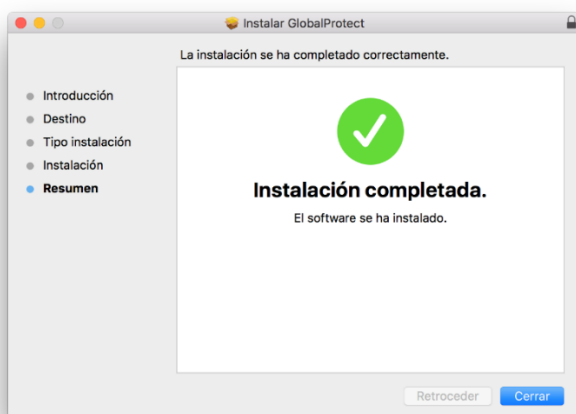 Instalar GlobalProtect
La instalación se ha completado correctamente.
Introducción
Destino
Tipo instalación
Instalación
Resumen
Instalación completada.
El software se ha instalado.
Retroceder
Cerrar